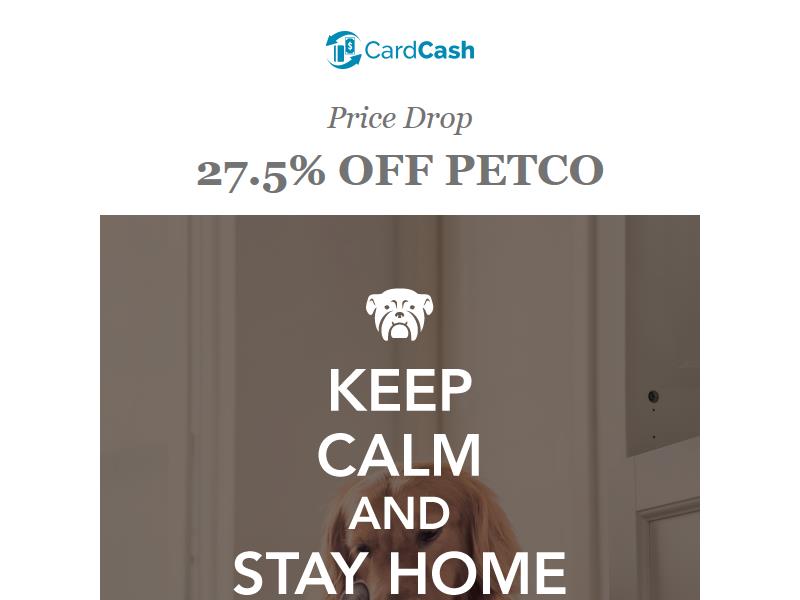 CardCash
Price Drop
27.5% OFF PETCO
KEEP
CALM
AND
STAY HOME